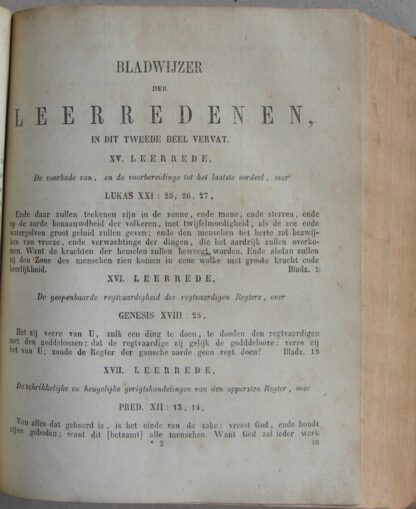 BLADWIJZER
DER
LEERREDENEN,
IN DIT TWEEDE DEEL VERVAT.
XV. LEERREDE,
De voorbode van, en de voorbereidinge tot het laatste oordeel, over
LUKAS XXI: 25, 26, 27,
Ende daar zullen teekenen zijn in de zonne, ende mane, ende sterren, ende
op de aarde benaauwdheid der volkeren, met twijfelmoedigheid, als de zee ende
watergolven groot geluid zullen geven; ende den menschen het herte zal bezwij-
ken van vreeze, ende verwachtinge der dingen, die het aardrijk zullen overko-
men. Want de krachten der hemelen zullen beweegt worden. Ende alsdan zullen
zij den Zone des menschen zien komen in eene wolke met groote kracht ende
heerlijkheid. Bladz. 1
XVI. LEERREDE,
De geopenbaarde regtvaardigheid des regtvaardigen Regters, over
GENESIS XVIII: 25,
Het zij verre van U, zulk een ding te doen, te dooden den regtvaardigen
met den goddeloozen; dat de regtvaardige zij gelijk de godddelooze; verre zij
het van U; zoude de Regter der gansche aarde geen regt doen? Bladz. 13
XVII. LEERREDE,
De schrikkelijke en heugelijke gerigtshandelingen van den oppersten Regter, over
PRED. XII: 13, 14,
Van alles dat gehoord is, is het einde van de zake: vreest God, ende houdt
zijne geboden; want dit [betaamt] alle menschen. Want God zal ieder werk
* 2 in